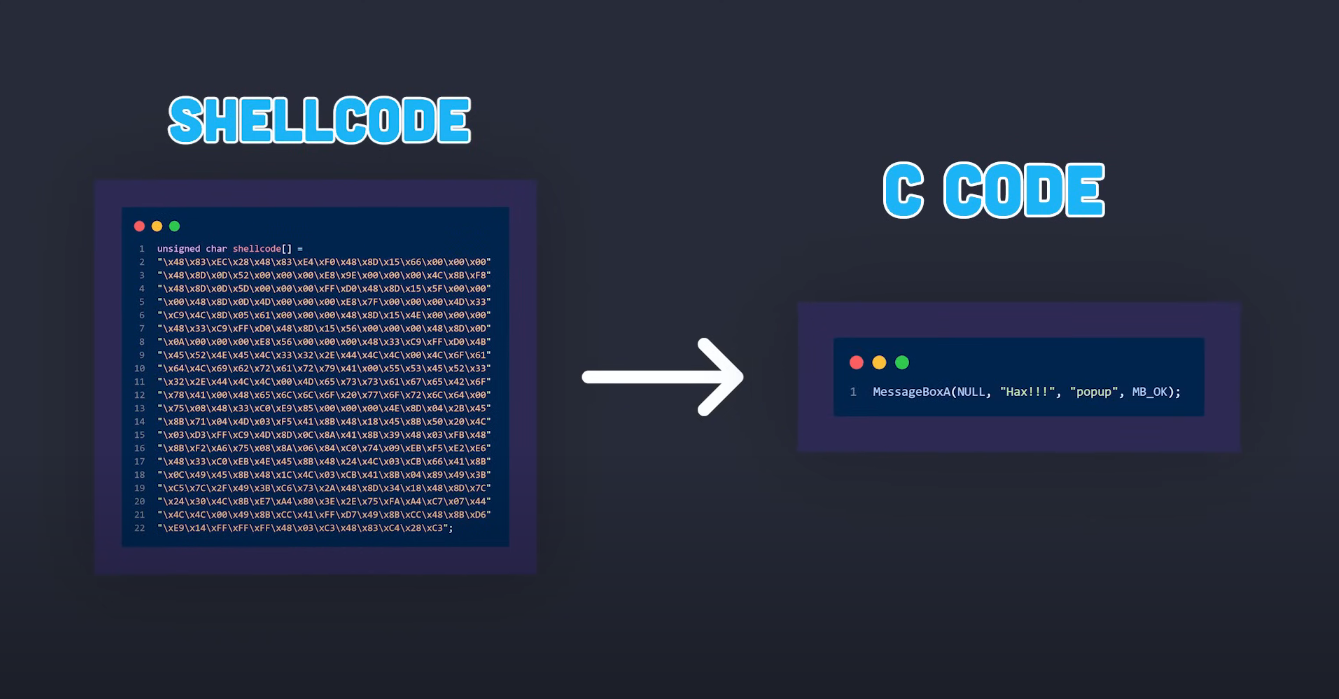 SHELLCODE
1 unsigned char shellcode[] =
2 "\x48\x83\xEC\x28\x48\x83\xE4\xF0\x48\x8D\x15\x66\x00\x00\x00"
3 "\x48\x8D\x0D\x52\x00\x00\x00\xE8\x9E\x00\x00\x00\x4C\x8B\xF8"
4 "\x48\x8D\x0D\x5D\x00\x00\x00\xFF\xD0\x48\x8D\x15\x5F\x00\x00"
5 "\x00\x48\x8D\x0D\x4D\x00\x00\x00\xE8\x7F\x00\x00\x00\x4D\x33"
6 "\xC9\x4C\x8D\x05\x61\x00\x00\x00\x48\x8D\x15\x4E\x00\x00\x00"
7 "\x48\x33\xC9\xFF\xD0\x48\x8D\x15\x56\x00\x00\x00\x48\x8D\x0D"
8 "\x0A\x00\x00\x00\xE8\x56\x00\x00\x00\x48\x33\xC9\xFF\xD0\x4B"
9 "\x45\x52\x4E\x45\x4C\x33\x32\x2E\x44\x4C\x4C\x00\x4C\x6F\x61"
10 "\x64\x4C\x69\x62\x72\x61\x72\x79\x41\x00\x55\x53\x45\x52\x33"
11 "\x32\x2E\x44\x4C\x4C\x00\x4D\x65\x73\x73\x61\x67\x65\x42\x6F"
12 "\x78\x41\x00\x48\x65\x6C\x6C\x6F\x20\x77\x6F\x72\x6C\x64\x00"
13 "\x75\x08\x48\x33\xC0\xE9\x85\x00\x00\x00\x4E\x8D\x04\x2B\x45"
14 "\x8B\x71\x04\x4D\x03\xF5\x41\x8B\x48\x18\x45\x8B\x50\x20\x4C"
15 "\x03\xD3\xFF\xC9\x4D\x8D\x0C\x8A\x41\x8B\x39\x48\x03\xFB\x48"
16 "\x8B\xF2\xA6\x75\x08\x8A\x06\x84\xC0\x74\x09\xEB\xF5\xE2\xE6"
17 "\x48\x33\xC0\xEB\x4E\x45\x8B\x48\x24\x4C\x03\xCB\x66\x41\x8B"
18 "\x0C\x49\x45\x8B\x48\x1C\x4C\x03\xCB\x41\x8B\x04\x89\x49\x3B"
19 "\xC5\x7C\x2F\x49\x3B\xC6\x73\x2A\x48\x8D\x34\x18\x48\x8D\x7C"
20 "\x24\x30\x4C\x8B\xE7\xA4\x80\x3E\x2E\x75\xFA\xA4\xC7\x07\x44"
21 "\x4C\x4C\x00\x49\x8B\xCC\x41\xFF\xD7\x49\x8B\xCC\x48\x8B\xD6"
22 "\xE9\x14\xFF\xFF\xFF\x48\x03\xC3\x48\x83\xC4\x28\xC3";
C CODE
1 MessageBoxA(NULL, "Hax!!!", "popup", MB_OK);